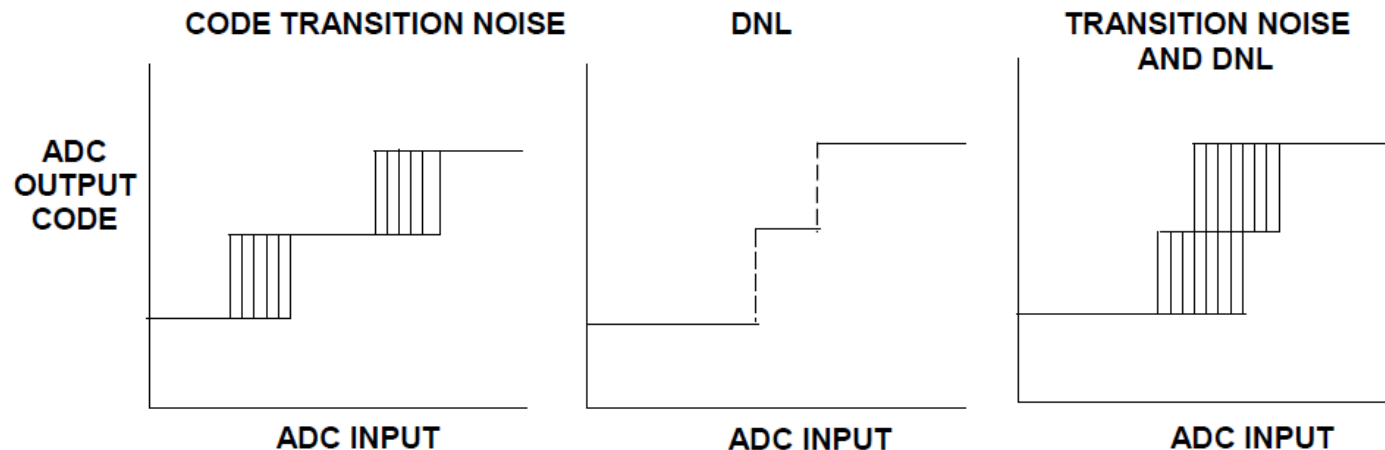 CODE TRANSITION NOISE
DNL
TRANSITION NOISE
AND DNL
ADC
OUTPUT
CODE
ADC INPUT
ADC INPUT
ADC INPUT